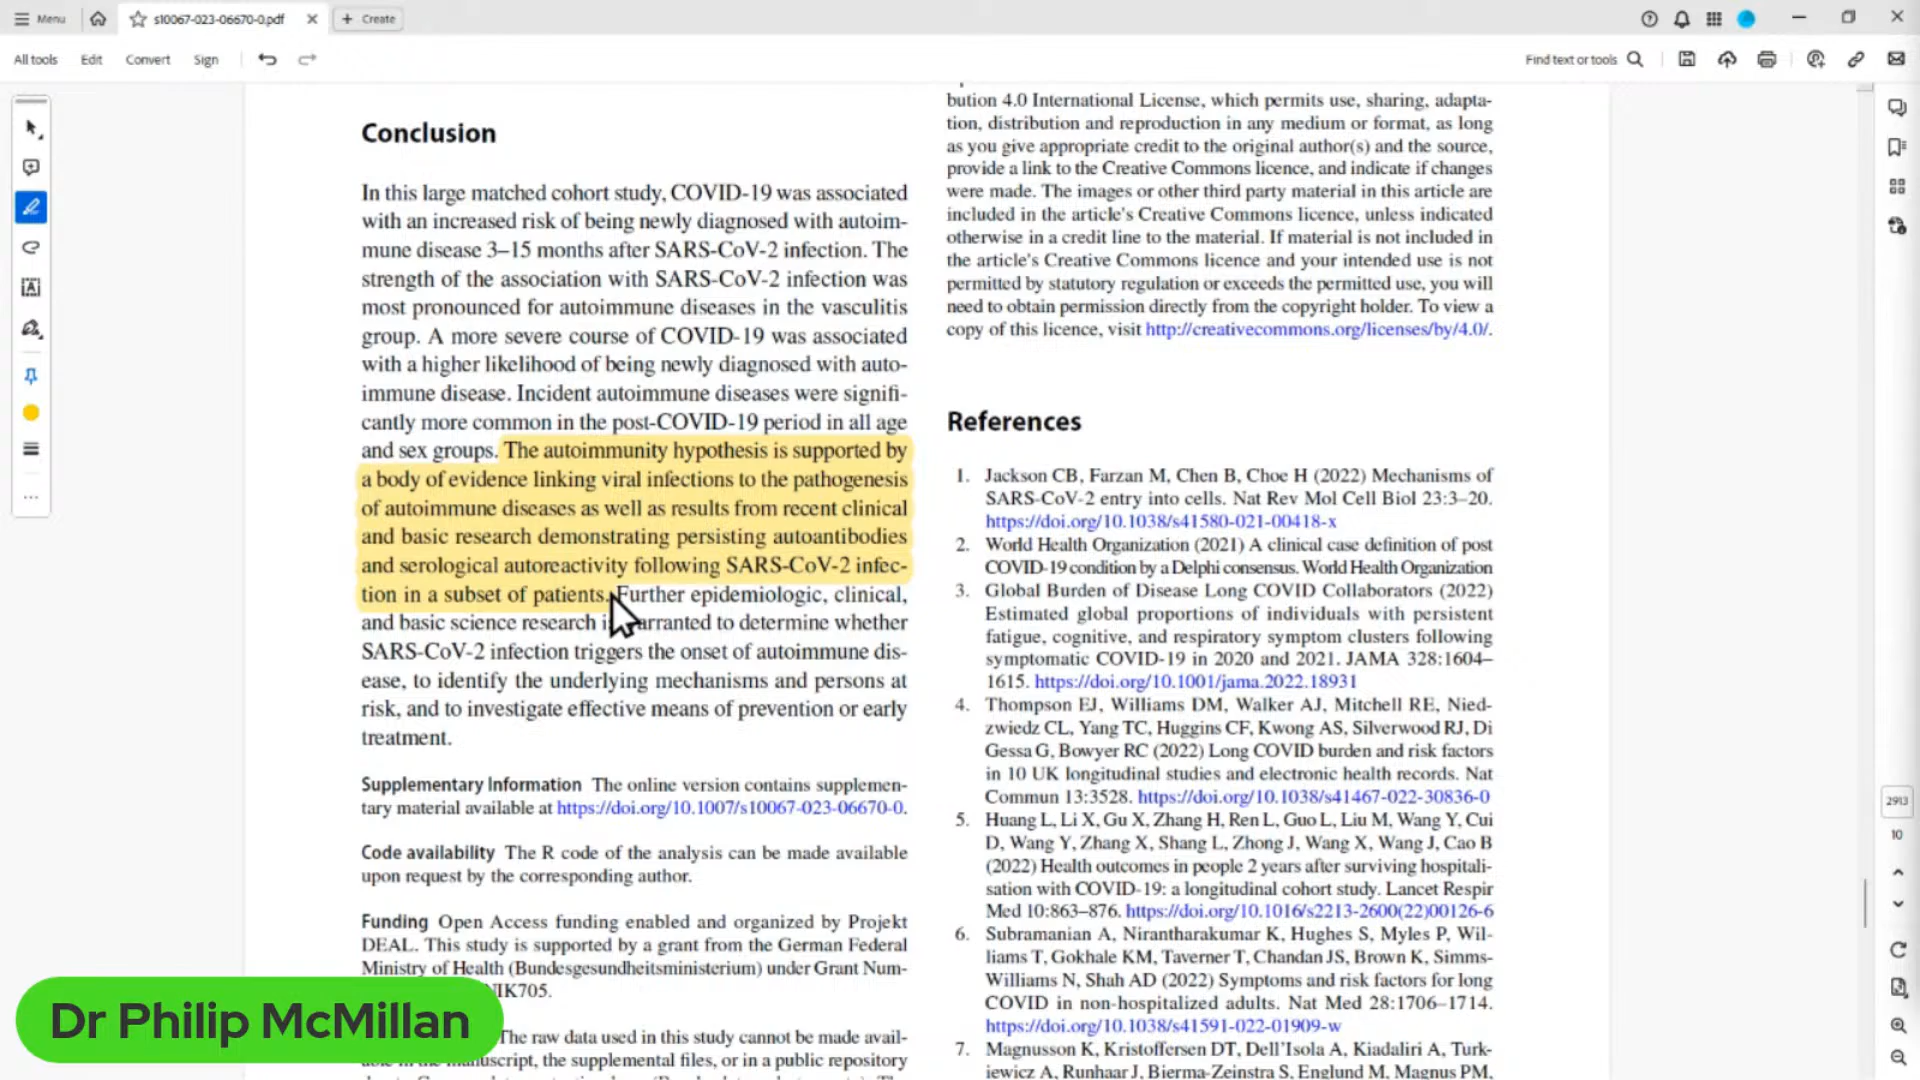 Menu
s10067-023-06670-0.pdf
Create
All tools
Edit
Convert
Sign
Find text or tools
Conclusion
In this large matched cohort study, COVID-19 was associated
with an increased risk of being newly diagnosed with autoim-
mune disease 3–15 months after SARS-CoV-2 infection. The
strength of the association with SARS-CoV-2 infection was
most pronounced for autoimmune diseases in the vasculitis
group. A more severe course of COVID-19 was associated
with a higher likelihood of being newly diagnosed with auto-
immune disease. Incident autoimmune diseases were signifi-
cantly more common in the post-COVID-19 period in all age
and sex groups. The autoimmunity hypothesis is supported by
a body of evidence linking viral infections to the pathogenesis
of autoimmune diseases as well as results from recent clinical
and basic research demonstrating persisting autoantibodies
and serological autoreactivity following SARS-CoV-2 infec-
tion in a subset of patients. Further epidemiologic, clinical,
and basic science research is warranted to determine whether
SARS-CoV-2 infection triggers the onset of autoimmune dis-
ease, to identify the underlying mechanisms and persons at
risk, and to investigate effective means of prevention or early
treatment.
Supplementary Information The online version contains supplemen-
tary material available at https://doi.org/10.1007/s10067-023-06670-0.
Code availability The R code of the analysis can be made available
upon request by the corresponding author.
Funding Open Access funding enabled and organized by Projekt
DEAL. This study is supported by a grant from the German Federal
Ministry of Health (Bundesgesundheitsministerium) under Grant Num-
NIK705.
The raw data used in this study cannot be made avail-
manuscript, the supplemental files, or in a public repository
bution 4.0 International License, which permits use, sharing, adapta-
tion, distribution and reproduction in any medium or format, as long
as you give appropriate credit to the original author(s) and the source,
provide a link to the Creative Commons licence, and indicate if changes
were made. The images or other third party material in this article are
included in the article's Creative Commons licence, unless indicated
otherwise in a credit line to the material. If material is not included in
the article's Creative Commons licence and your intended use is not
permitted by statutory regulation or exceeds the permitted use, you will
need to obtain permission directly from the copyright holder. To view a
copy of this licence, visit http://creativecommons.org/licenses/by/4.0/.
References
1. Jackson CB, Farzan M, Chen B, Choe H (2022) Mechanisms of
SARS-CoV-2 entry into cells. Nat Rev Mol Cell Biol 23:3–20.
https://doi.org/10.1038/s41580-021-00418-x
2. World Health Organization (2021) A clinical case definition of post
COVID-19 condition by a Delphi consensus. World Health Organization
3. Global Burden of Disease Long COVID Collaborators (2022)
Estimated global proportions of individuals with persistent
fatigue, cognitive, and respiratory symptom clusters following
symptomatic COVID-19 in 2020 and 2021. JAMA 328:1604–
1615. https://doi.org/10.1001/jama.2022.18931
4. Thompson EJ, Williams DM, Walker AJ, Mitchell RE, Nied-
zwiedz CL, Yang TC, Huggins CF, Kwong AS, Silverwood RJ, Di
Gessa G, Bowyer RC (2022) Long COVID burden and risk factors
in 10 UK longitudinal studies and electronic health records. Nat
Commun 13:3528. https://doi.org/10.1038/s41467-022-30836-0
5. Huang L, Li X, Gu X, Zhang H, Ren L, Guo L, Liu M, Wang Y, Cui
D, Wang Y, Zhang X, Shang L, Zhong J, Wang X, Wang J, Cao B
(2022) Health outcomes in people 2 years after surviving hospitali-
sation with COVID-19: a longitudinal cohort study. Lancet Respir
Med 10:863–876. https://doi.org/10.1016/s2213-2600(22)00126-6
6. Subramanian A, Nirantharakumar K, Hughes S, Myles P, Wil-
liams T, Gokhale KM, Taverner T, Chandan JS, Brown K, Simms-
Williams N, Shah AD (2022) Symptoms and risk factors for long
COVID in non-hospitalized adults. Nat Med 28:1706–1714.
https://doi.org/10.1038/s41591-022-01909-w
7. Magnusson K, Kristoffersen DT, Dell'Isola A, Kiadaliri A, Turk-
iewicz A, Runhaar J, Bierma-Zeinstra S, Englund M, Magnus PM,
2913
10
Dr Philip McMillan